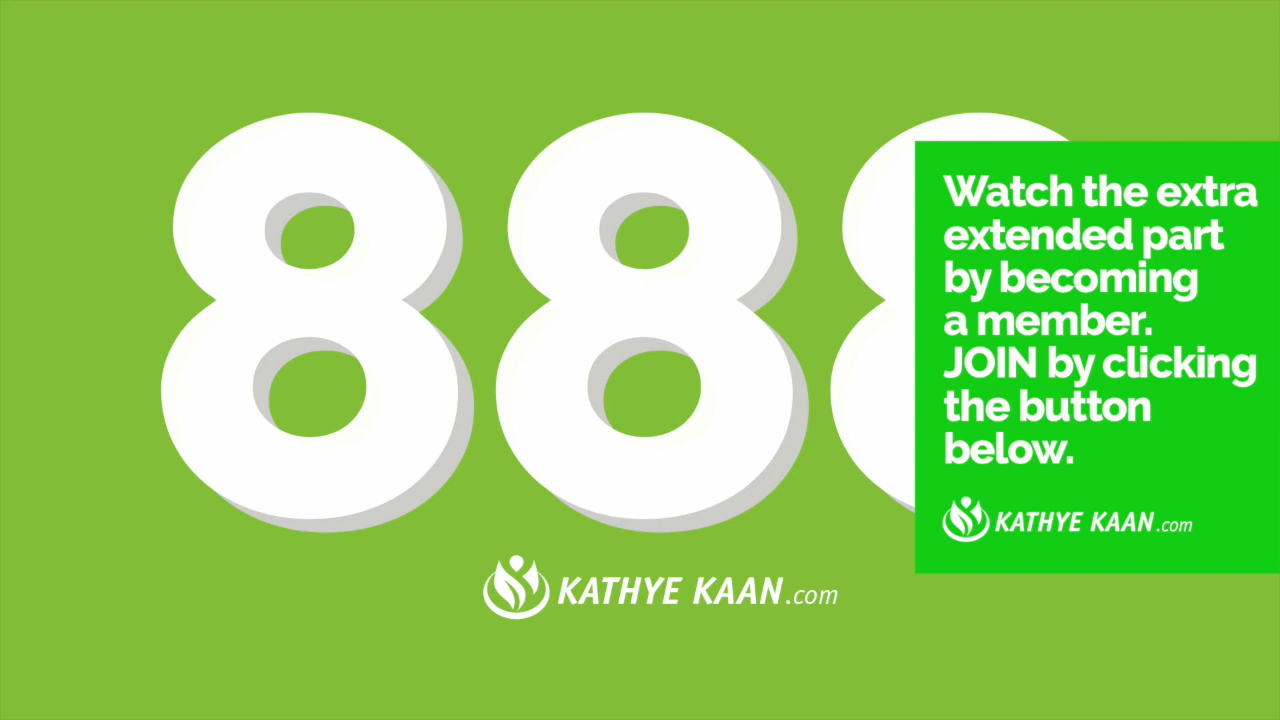 888
Watch the extra
extended part
by becoming
a member.
JOIN by clicking
the button
below.
KATHYE KAAN.com
KATHYE KAAN.com